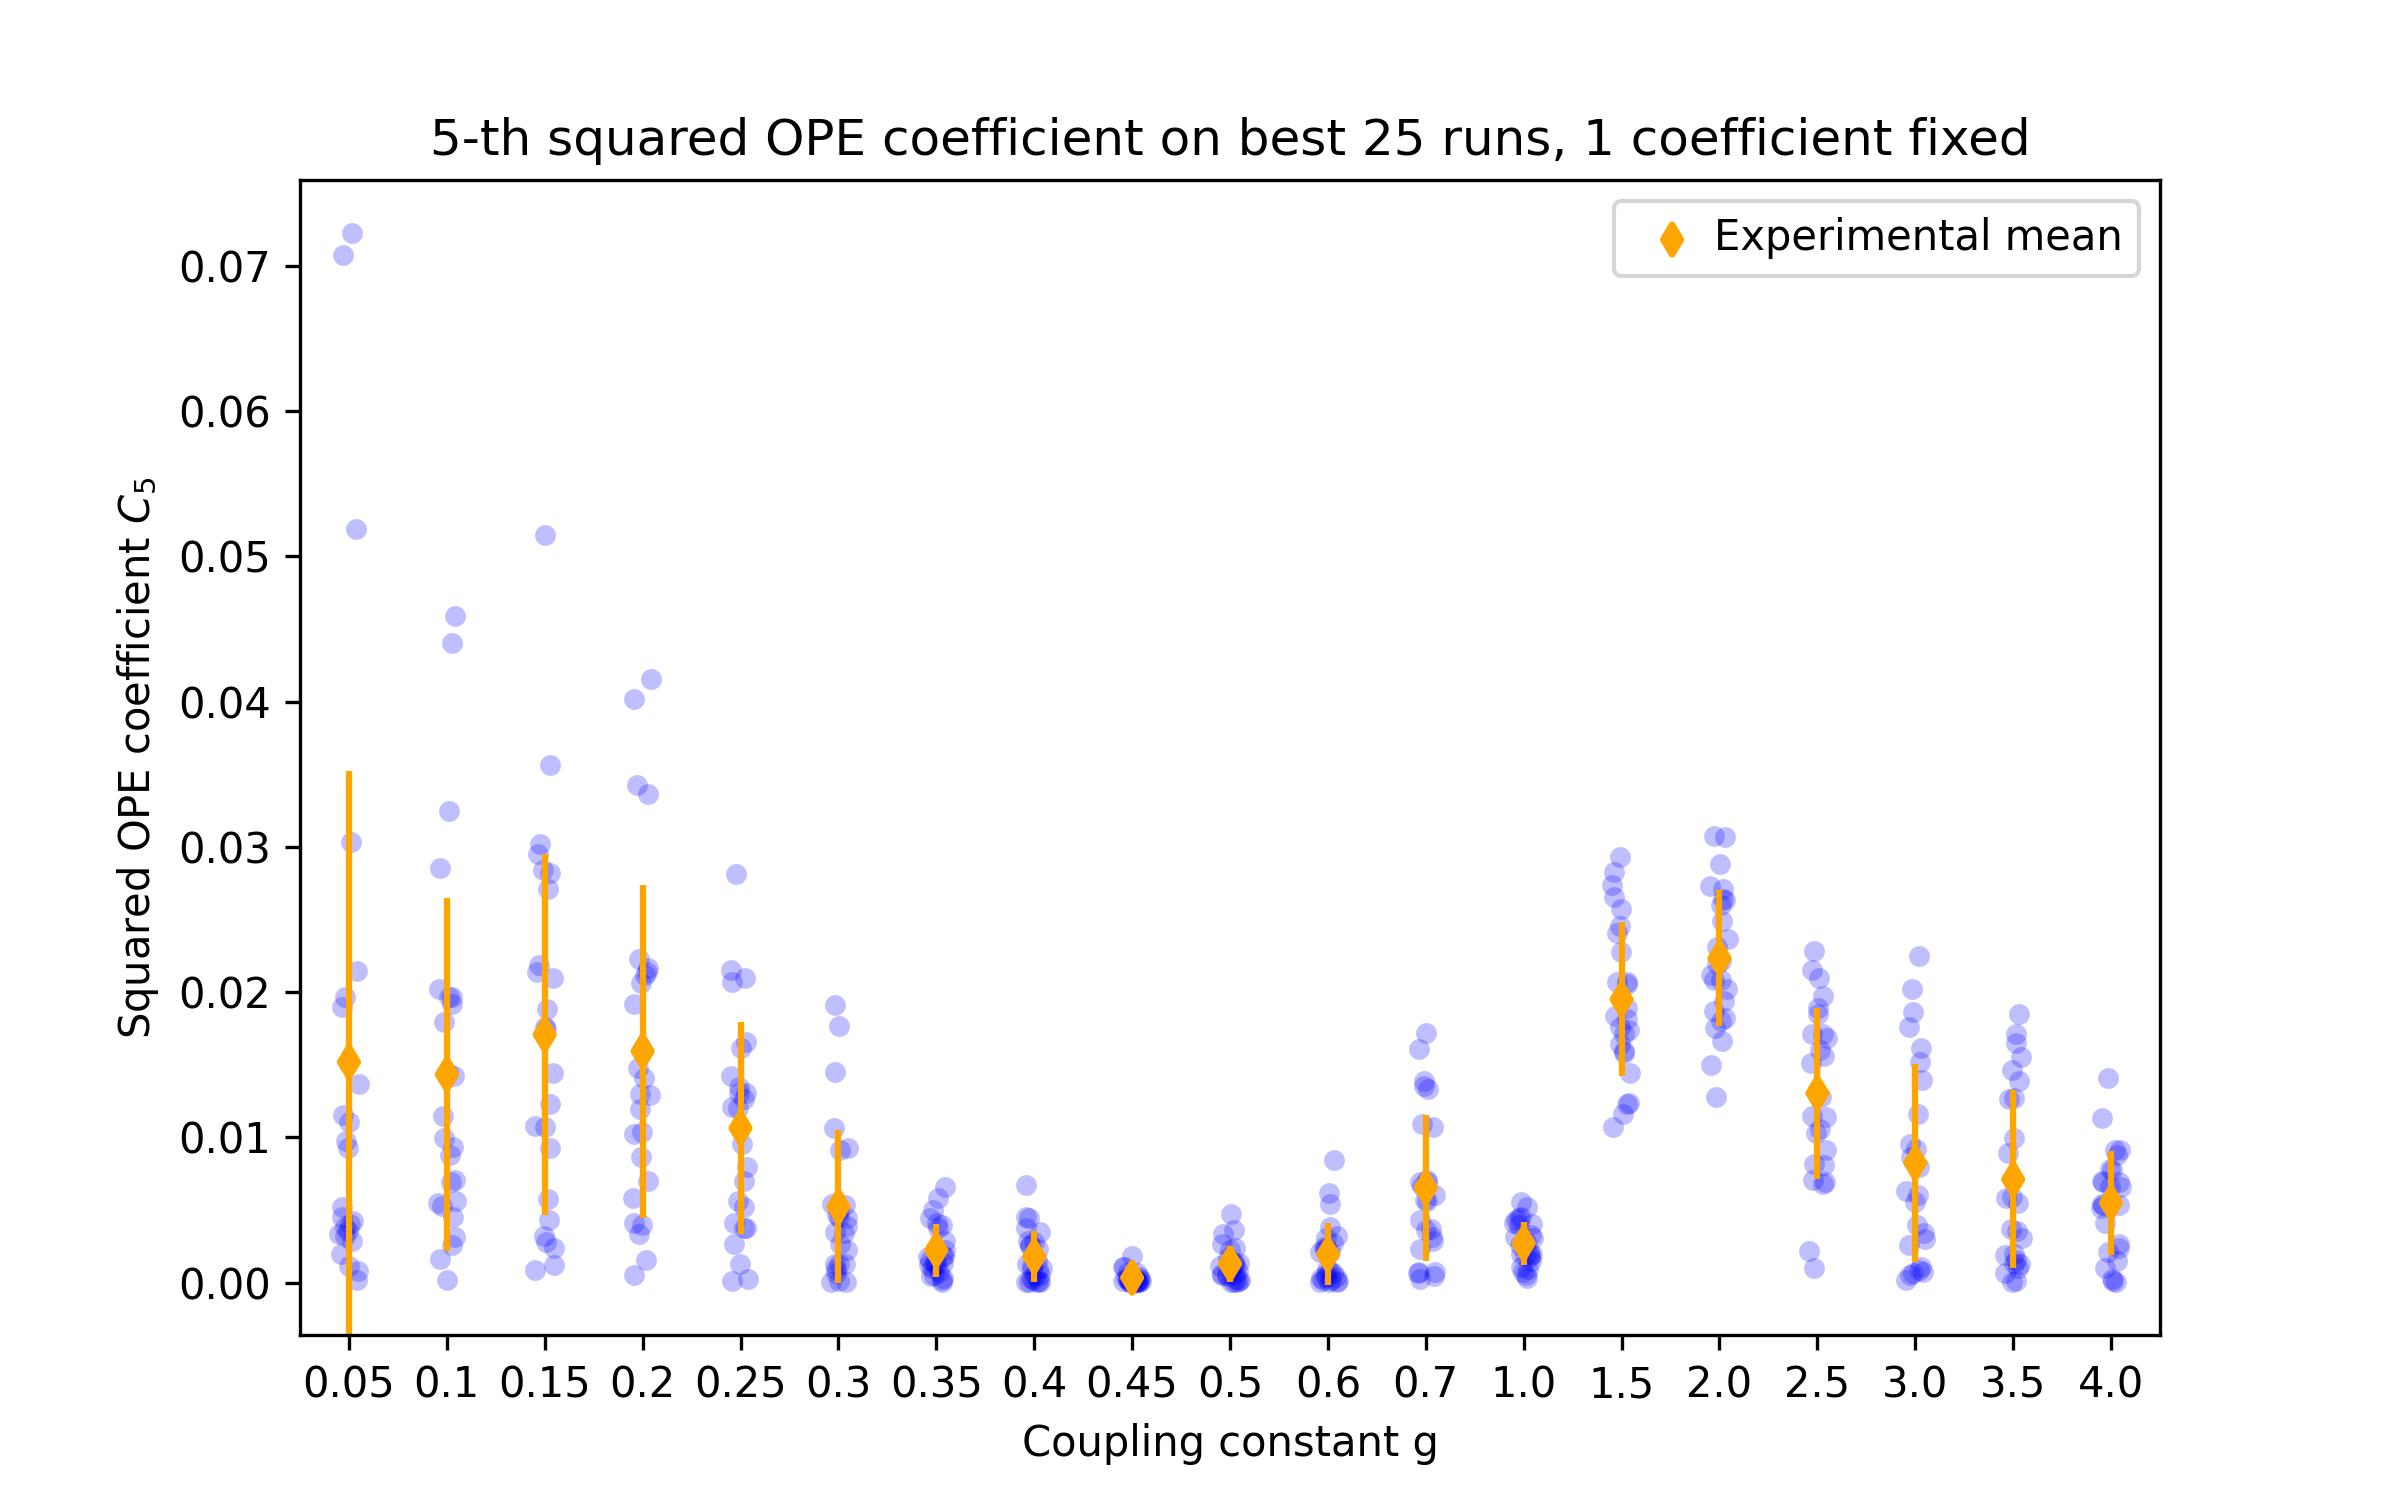 5-th squared OPE coefficient on best 25 runs, 1 coefficient fixed
Experimental mean
Squared OPE coefficient C₅
0.07
0.06
0.05
0.04
0.03
0.02
0.01
0.00
0.05 0.1 0.15 0.2 0.25 0.3 0.35 0.4 0.45 0.5 0.6 0.7 1.0 1.5 2.0 2.5 3.0 3.5 4.0
Coupling constant g